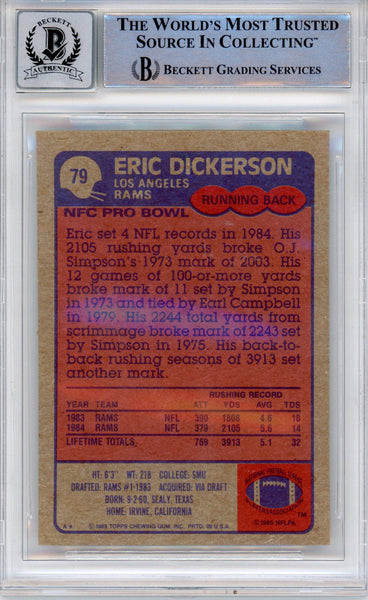 BECKETT
AUTHENTIC
THE WORLD'S MOST TRUSTED
SOURCE IN COLLECTING™
B BECKETT GRADING SERVICES
79
ERIC DICKERSON
LOS ANGELES
RAMS
RUNNING BACK
NFC PRO BOWL
Eric set 4 NFL records in 1984. His
2105 rushing yards broke O.J.
Simpson's 1973 mark of 2003. His
12 games of 100-or-more yards
broke mark of 11 set by Simpson
in 1973 and tied by Earl Campbell
in 1979. His 2244 total yards from
scrimmage broke mark of 2243 set
by Simpson in 1975. His back-to-
back rushing seasons of 3913 set
another mark.
RUSHING RECORD
YEAR TEAM ATT YDS AVG TDS
1983 RAMS NFL 390 1808 4.6 18
1984 RAMS NFL 379 2105 5.6 14
LIFETIME TOTALS. 769 3913 5.1 32
HT: 6'3" WT: 218 COLLEGE: SMU
DRAFTED: RAMS #1-1983 ACQUIRED: VIA DRAFT
BORN: 9-2-60, SEALY, TEXAS
HOME: IRVINE, CALIFORNIA
NATIONAL FOOTBALL LEAGUE
PLAYERS ASSOCIATION
TM
© 1985 NFLPA
© 1985 TOPPS CHEWING GUM, INC. PRTD. IN U.S.A.